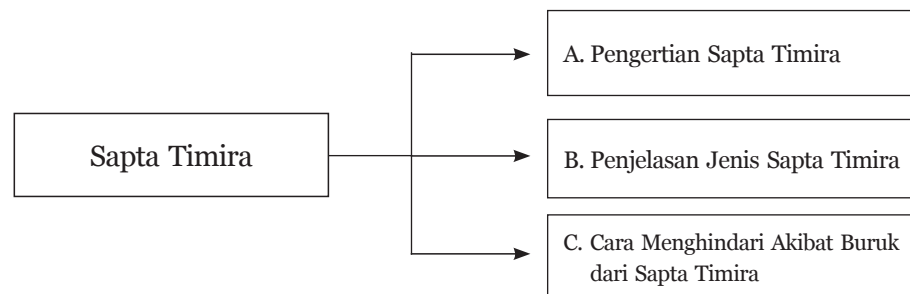 Sapta Timira
A. Pengertian Sapta Timira
B. Penjelasan Jenis Sapta Timira
C. Cara Menghindari Akibat Buruk
dari Sapta Timira